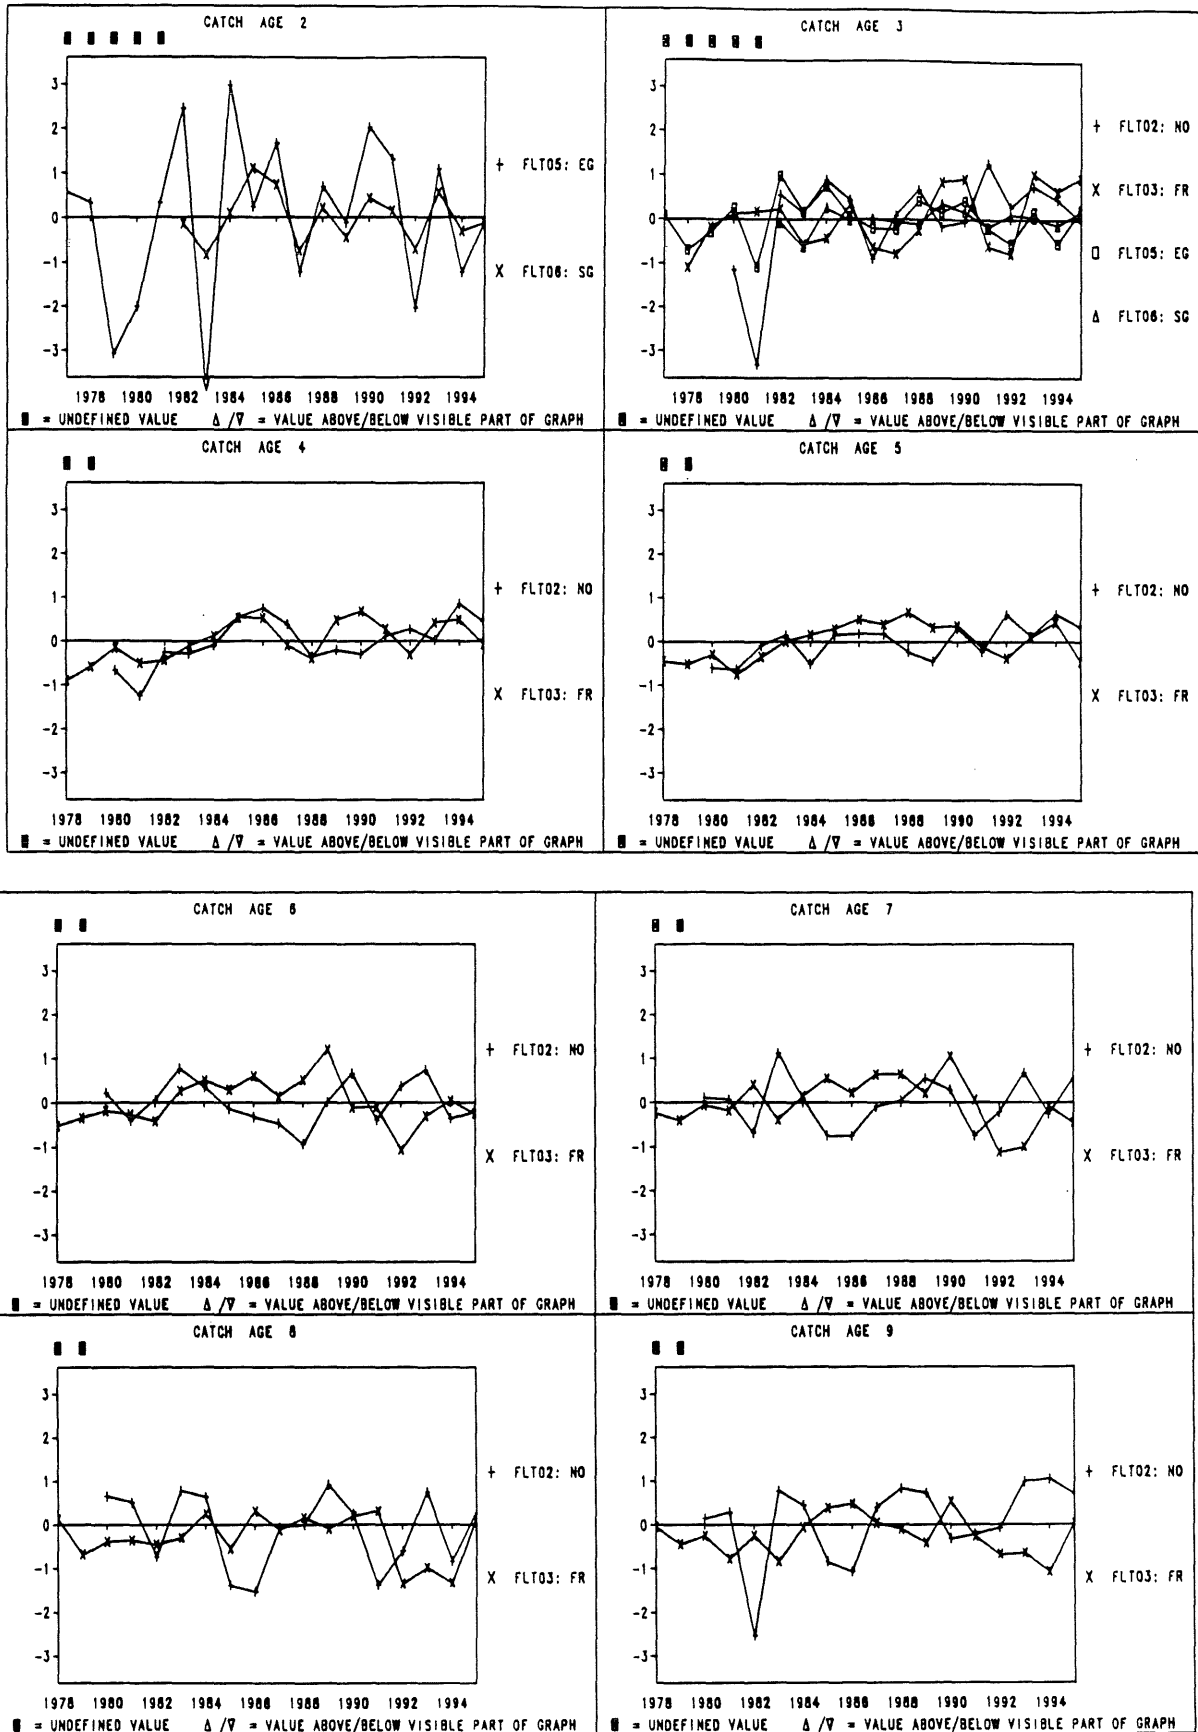 CATCH AGE 2
3
2
1
0
-1
-2
-3
+ FLT05: EG
X FLT06: SG
1978 1980 1982 1984 1986 1988 1990 1992 1994
▮ = UNDEFINED VALUE Δ /∇ = VALUE ABOVE/BELOW VISIBLE PART OF GRAPH
CATCH AGE 3
3
2
1
0
-1
-2
-3
+ FLT02: NO
X FLT03: FR
▯ FLT05: EG
Δ FLT06: SG
1978 1980 1982 1984 1986 1988 1990 1992 1994
▮ = UNDEFINED VALUE Δ /∇ = VALUE ABOVE/BELOW VISIBLE PART OF GRAPH
CATCH AGE 4
3
2
1
0
-1
-2
-3
+ FLT02: NO
X FLT03: FR
1978 1980 1982 1984 1986 1988 1990 1992 1994
▮ = UNDEFINED VALUE Δ /∇ = VALUE ABOVE/BELOW VISIBLE PART OF GRAPH
CATCH AGE 5
3
2
1
0
-1
-2
-3
+ FLT02: NO
X FLT03: FR
1978 1980 1982 1984 1986 1988 1990 1992 1994
▮ = UNDEFINED VALUE Δ /∇ = VALUE ABOVE/BELOW VISIBLE PART OF GRAPH
CATCH AGE 6
3
2
1
0
-1
-2
-3
+ FLT02: NO
X FLT03: FR
1978 1980 1982 1984 1986 1988 1990 1992 1994
▮ = UNDEFINED VALUE Δ /∇ = VALUE ABOVE/BELOW VISIBLE PART OF GRAPH
CATCH AGE 7
3
2
1
0
-1
-2
-3
+ FLT02: NO
X FLT03: FR
1978 1980 1982 1984 1986 1988 1990 1992 1994
▮ = UNDEFINED VALUE Δ /∇ = VALUE ABOVE/BELOW VISIBLE PART OF GRAPH
CATCH AGE 8
3
2
1
0
-1
-2
-3
+ FLT02: NO
X FLT03: FR
1978 1980 1982 1984 1986 1988 1990 1992 1994
▮ = UNDEFINED VALUE Δ /∇ = VALUE ABOVE/BELOW VISIBLE PART OF GRAPH
CATCH AGE 9
3
2
1
0
-1
-2
-3
+ FLT02: NO
X FLT03: FR
1978 1980 1982 1984 1986 1988 1990 1992 1994
▮ = UNDEFINED VALUE Δ /∇ = VALUE ABOVE/BELOW VISIBLE PART OF GRAPH